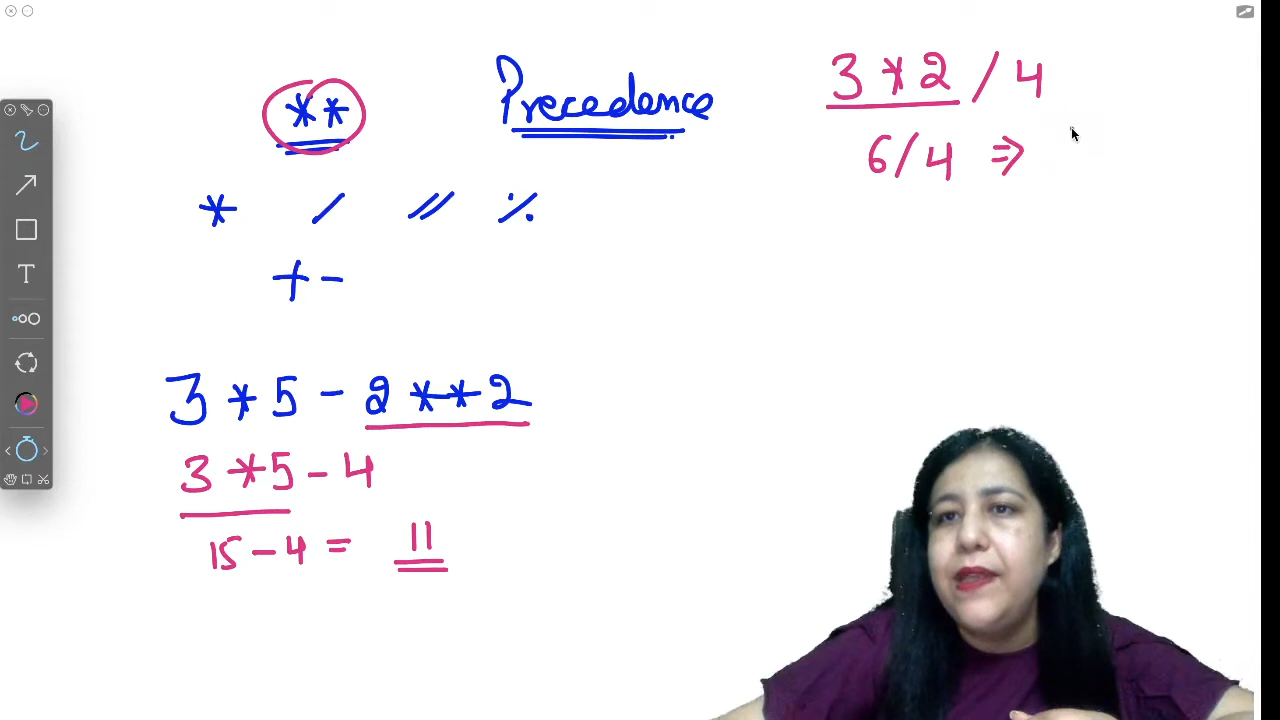 ** Precedence
* / // %
+ -
3 * 5 - 2 ** 2
3 * 5 - 4
15 - 4 = 11
3 * 2 / 4
6 / 4 ⇒
T